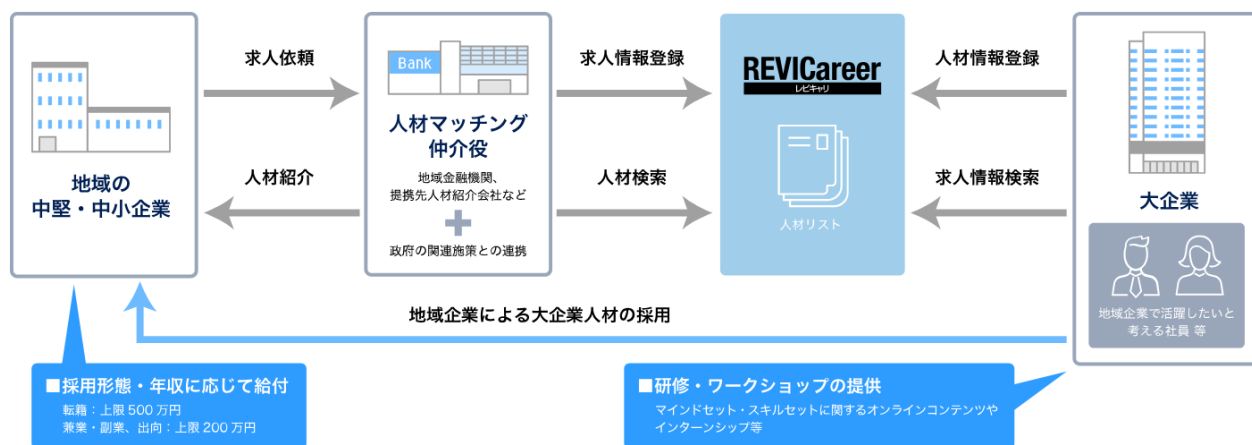 求人依頼
人材紹介
地域の
中堅・中小企業
Bank
人材マッチング
仲介役
地域金融機関、
提携先人材紹介会社など
政府の関連施策との連携
求人情報登録
人材検索
REVICareer
レビキャリ
人材リスト
人材情報登録
求人情報検索
大企業
地域企業で活躍したいと
考える社員 等
地域企業による大企業人材の採用
■採用形態・年収に応じて給付
転籍：上限 500 万円
兼業・副業、出向：上限 200 万円
■研修・ワークショップの提供
マインドセット・スキルセットに関するオンラインコンテンツや
インターンシップ等